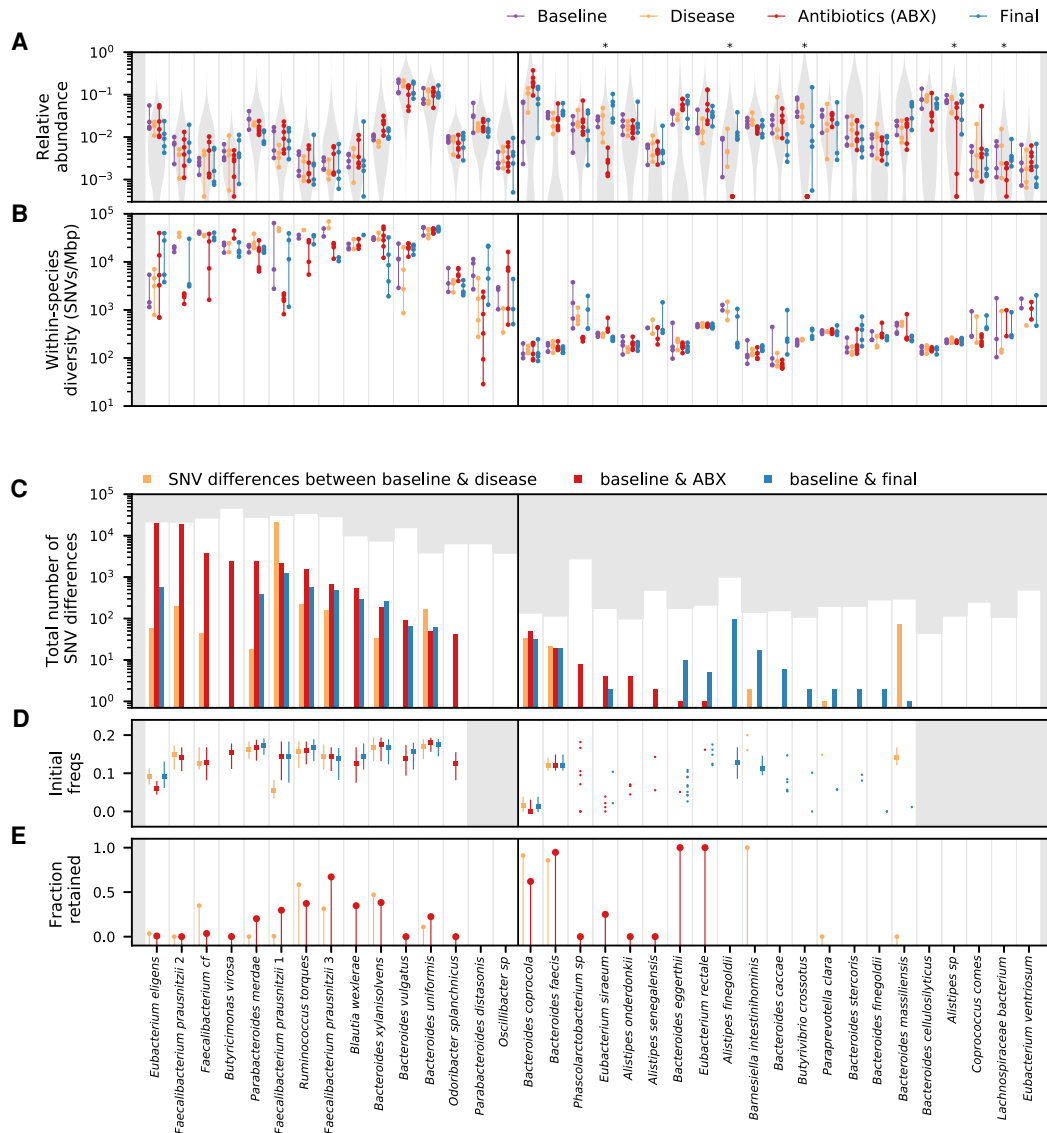 Baseline Disease Antibiotics (ABX) Final
A
* * * * *
Relative
abundance
10^0
10^-1
10^-2
10^-3
B
Within-species
diversity (SNVs/Mbp)
10^5
10^4
10^3
10^2
10^1
SNV differences between baseline & disease baseline & ABX baseline & final
C
Total number of
SNV differences
10^5
10^4
10^3
10^2
10^1
10^0
D
Initial
freqs
0.2
0.1
0.0
E
Fraction
retained
1.0
0.5
0.0
Eubacterium eligens
Faecalibacterium prausnitzii 2
Faecalibacterium cf
Butyricimonas virosa
Parabacteroides merdae
Faecalibacterium prausnitzii 1
Ruminococcus torques
Faecalibacterium prausnitzii 3
Blautia wexlerae
Bacteroides xylanisolvens
Bacteroides vulgatus
Bacteroides uniformis
Odoribacter splanchnicus
Parabacteroides distasonis
Oscillibacter sp
Bacteroides coprocola
Bacteroides faecis
Phascolarctobacterium sp
Eubacterium siraeum
Alistipes onderdonkii
Alistipes senegalensis
Bacteroides eggerthii
Eubacterium rectale
Alistipes finegoldii
Barnesiella intestinihominis
Bacteroides caccae
Butyrivibrio crossotus
Paraprevotella clara
Bacteroides stercoris
Bacteroides finegoldii
Bacteroides massiliensis
Bacteroides cellulosilyticus
Alistipes sp
Coprococcus comes
Lachnospiraceae bacterium
Eubacterium ventriosum